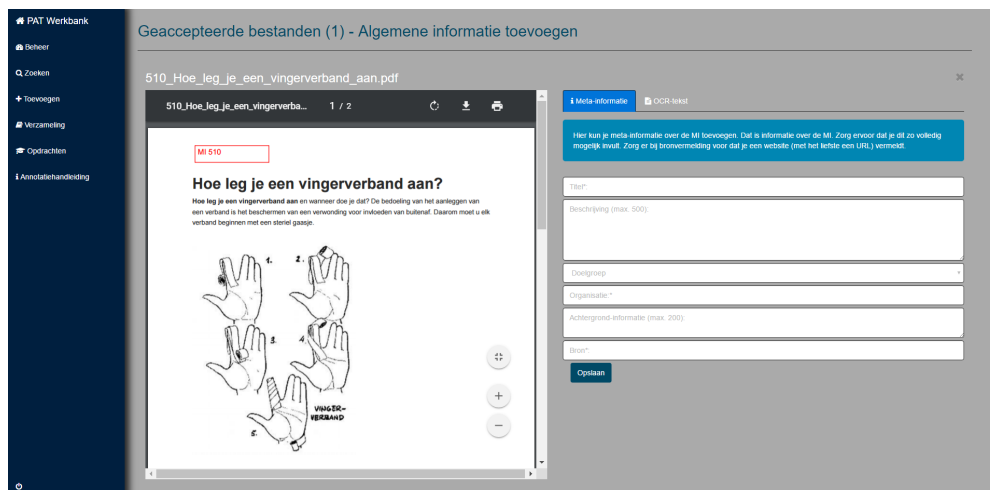 PAT Werkbank
Beheer
Zoeken
Toevoegen
Verzameling
Opdrachten
Annotatiehandleiding
Geaccepteerde bestanden (1) - Algemene informatie toevoegen
510_Hoe_leg_je_een_vingerverband_aan.pdf
510_Hoe_leg_je_een_vingerverba... 1 / 2
MI 510
Hoe leg je een vingerverband aan?
Hoe leg je een vingerverband aan en wanneer doe je dat? De bedoeling van het aanleggen van
een verband is het beschermen van een verwonding voor invloeden van buitenaf. Daarom moet u elk
verband beginnen met een steriel gaasje.
1.
2.
3.
4.
5.
VINGER-
VERBAND
Meta-informatie
OCR-tekst
Hier kun je meta-informatie over de MI toevoegen. Dat is informatie over de MI. Zorg ervoor dat je dit zo volledig
mogelijk invult. Zorg er bij bronvermelding voor dat je een website (met het liefste een URL) vermeldt.
Titel*:
Beschrijving (max. 500):
Doelgroep
Organisatie:*
Achtergrond-informatie (max. 200):
Bron*:
Opslaan